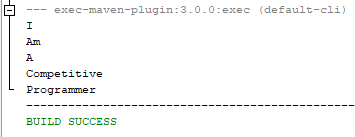 --- exec-maven-plugin:3.0.0:exec (default-cli)
I
Am
A
Competitive
Programmer
------------------------------------------------
BUILD SUCCESS